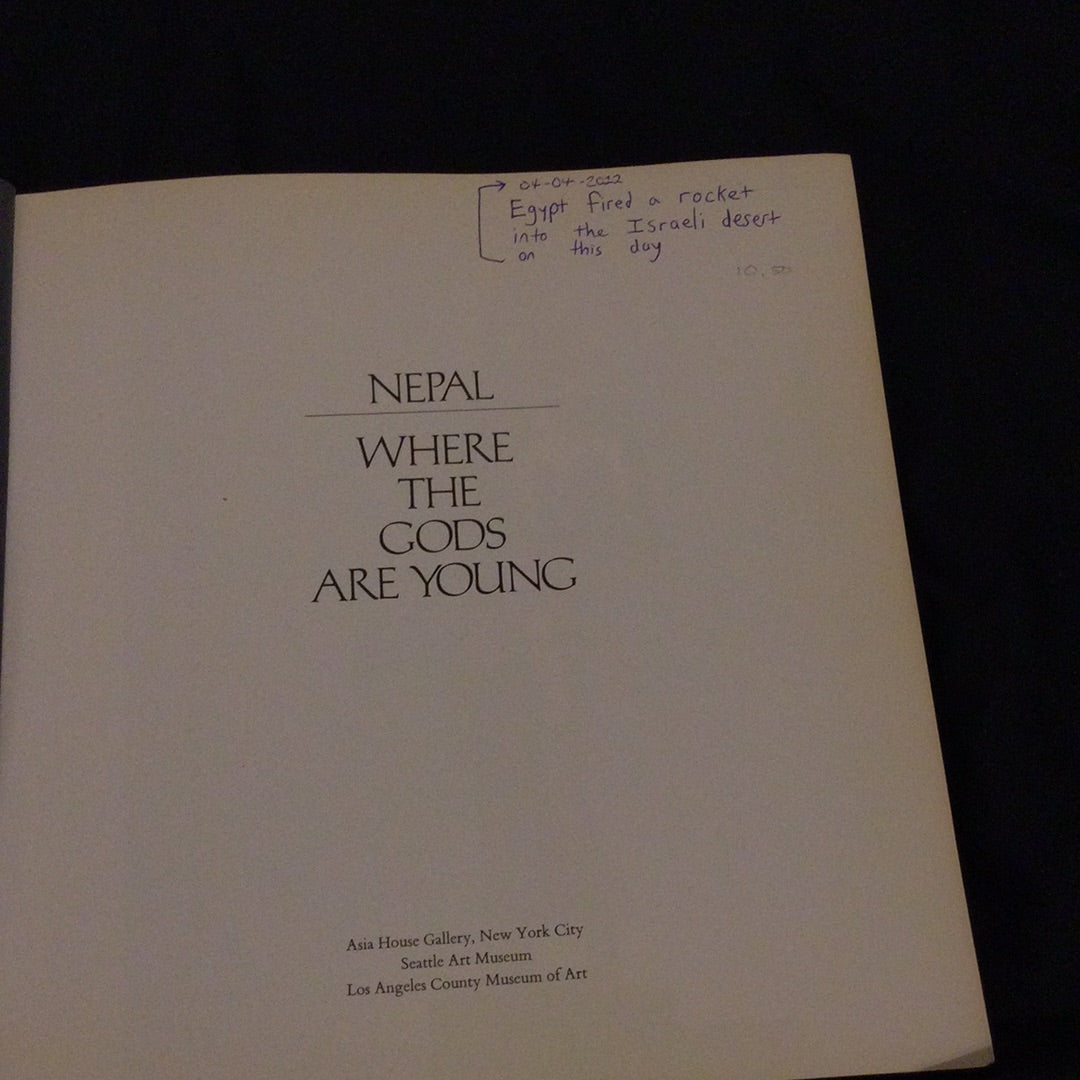 04-04-2012
Egypt fired a rocket
into the Israeli desert
on this day
10.50
NEPAL
WHERE
THE
GODS
ARE YOUNG
Asia House Gallery, New York City
Seattle Art Museum
Los Angeles County Museum of Art